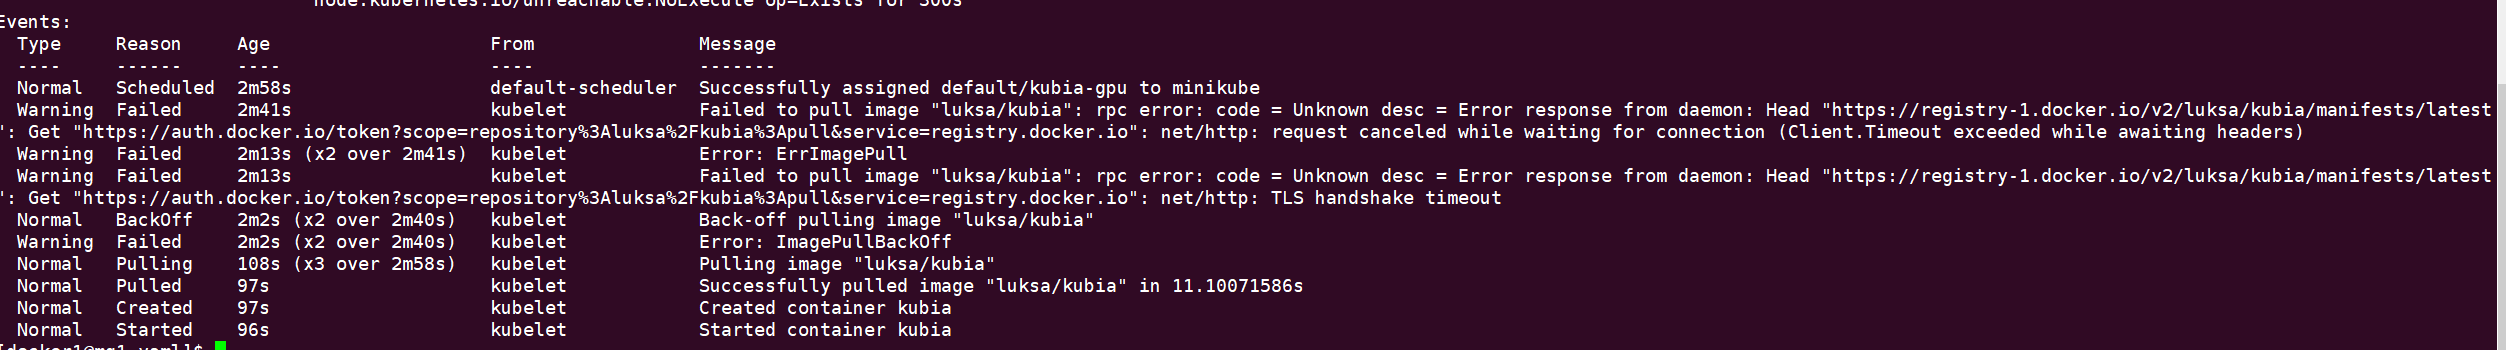 node.kubernetes.io/unreachable:NoExecute op=Exists for 300s
Events:
  Type     Reason     Age                    From               Message
  ----     ------     ----                   ----               -------
  Normal   Scheduled  2m58s                  default-scheduler  Successfully assigned default/kubia-gpu to minikube
  Warning  Failed     2m41s                  kubelet            Failed to pull image "luksa/kubia": rpc error: code = Unknown desc = Error response from daemon: Head "https://registry-1.docker.io/v2/luksa/kubia/manifests/latest
": Get "https://auth.docker.io/token?scope=repository%3Aluksa%2Fkubia%3Apull&service=registry.docker.io": net/http: request canceled while waiting for connection (Client.Timeout exceeded while awaiting headers)
  Warning  Failed     2m13s (x2 over 2m41s)  kubelet            Error: ErrImagePull
  Warning  Failed     2m13s                  kubelet            Failed to pull image "luksa/kubia": rpc error: code = Unknown desc = Error response from daemon: Head "https://registry-1.docker.io/v2/luksa/kubia/manifests/latest
": Get "https://auth.docker.io/token?scope=repository%3Aluksa%2Fkubia%3Apull&service=registry.docker.io": net/http: TLS handshake timeout
  Normal   BackOff    2m2s (x2 over 2m40s)   kubelet            Back-off pulling image "luksa/kubia"
  Warning  Failed     2m2s (x2 over 2m40s)   kubelet            Error: ImagePullBackOff
  Normal   Pulling    108s (x3 over 2m58s)   kubelet            Pulling image "luksa/kubia"
  Normal   Pulled     97s                    kubelet            Successfully pulled image "luksa/kubia" in 11.10071586s
  Normal   Created    97s                    kubelet            Created container kubia
  Normal   Started    96s                    kubelet            Started container kubia